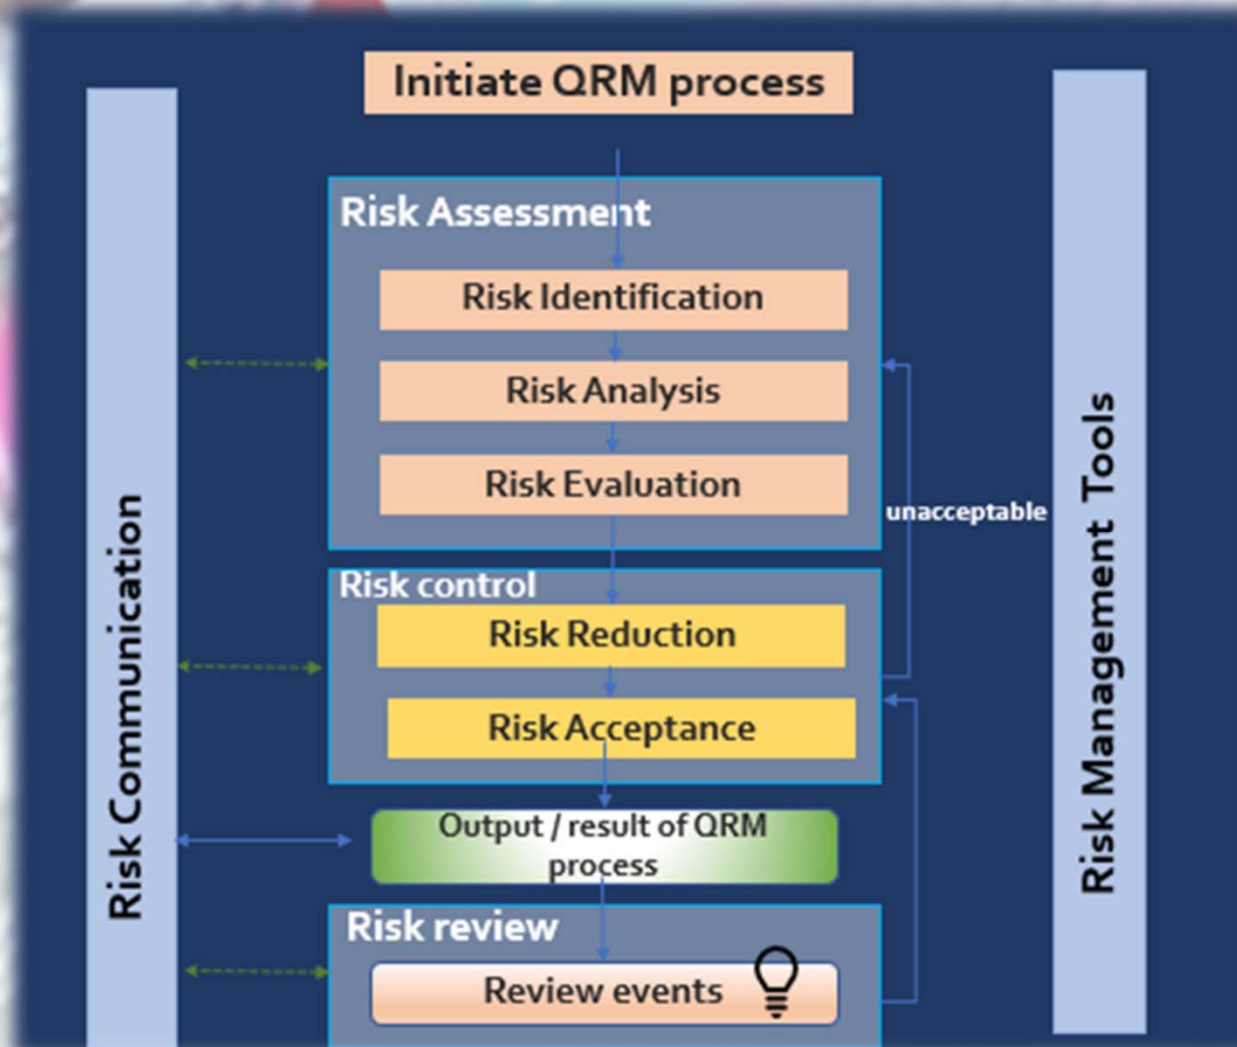 Initiate QRM process
Risk Assessment
Risk Identification
Risk Analysis
Risk Evaluation
unacceptable
Risk control
Risk Reduction
Risk Acceptance
Output / result of QRM
process
Risk review
Review events
Risk Communication
Risk Management Tools